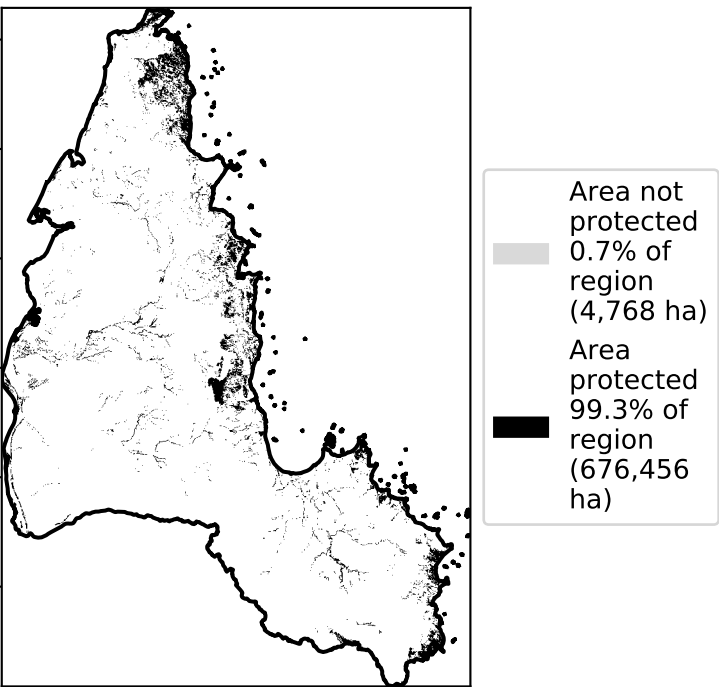 Area not
protected
0.7% of
region
(4,768 ha)
Area
protected
99.3% of
region
(676,456
ha)